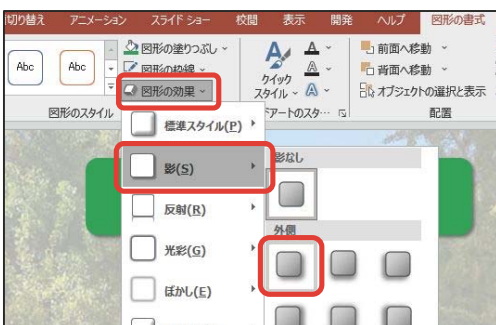 切り替え アニメーション スライド ショー 校閲 表示 開発 ヘルプ 図形の書式
Abc Abc
図形の塗りつぶし
図形の枠線
図形の効果
クイック
スタイル
A
A
A
前面へ移動
背面へ移動
オブジェクトの選択と表示
図形のスタイル
アートのスタ…
配置
標準スタイル(P)
影(S)
反射(R)
光彩(G)
ぼかし(E)
影なし
外側